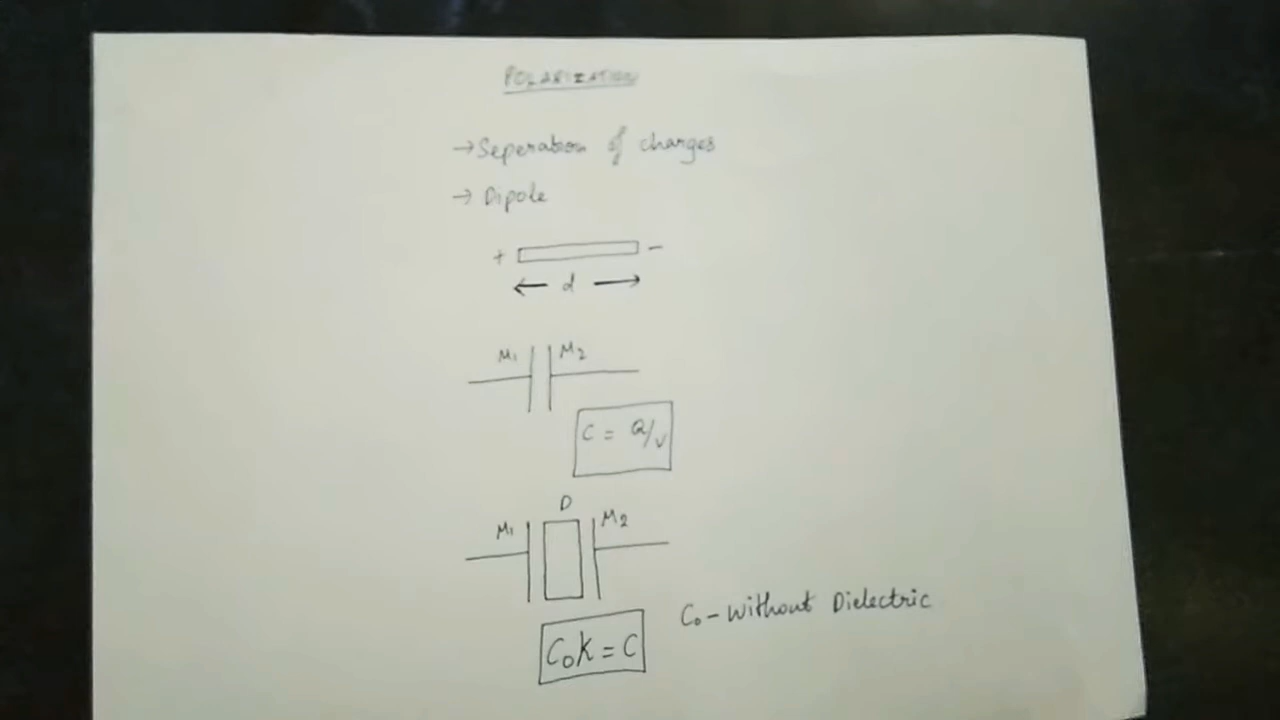 POLARIZATION
→ Seperation of charges
→ Dipole
+ −
← d →
M1 M2
C = Q/V
D
M1 M2
C0 - Without Dielectric
C0K = C